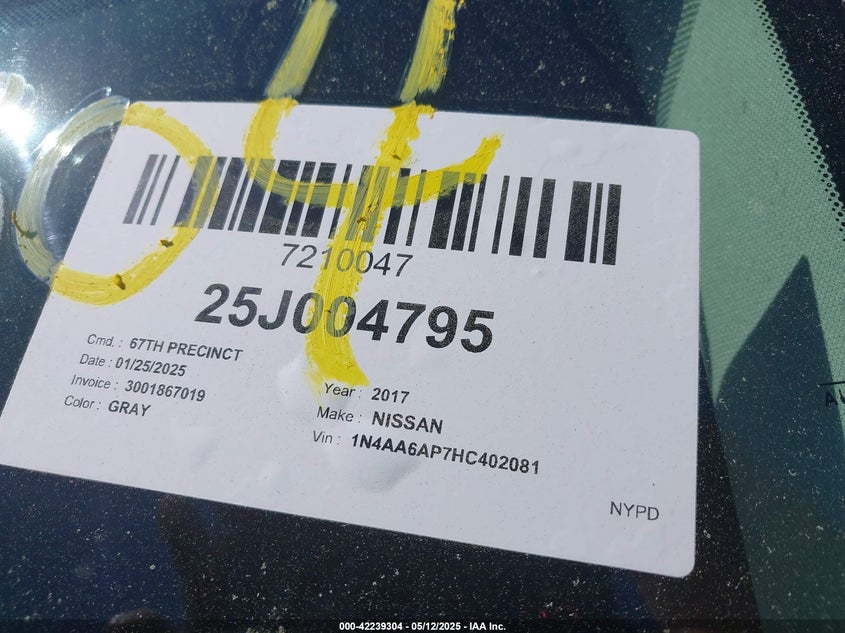 04
7210047
25J004795
Cmd. : 67TH PRECINCT
Date : 01/25/2025
Invoice : 3001867019
Color : GRAY
Year : 2017
Make : NISSAN
Vin : 1N4AA6AP7HC402081
NYPD
000-42239304 - 05/12/2025 - IAA Inc.